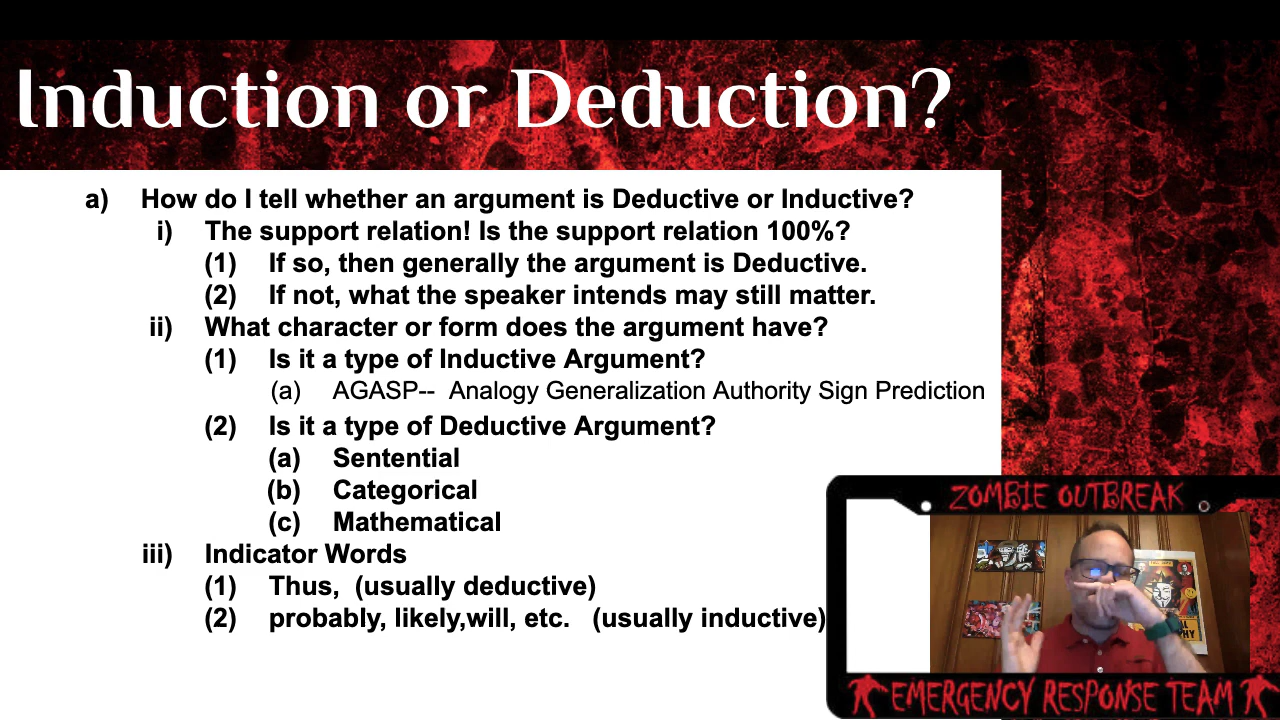 Induction or Deduction?
a) How do I tell whether an argument is Deductive or Inductive?
i) The support relation! Is the support relation 100%?
(1) If so, then generally the argument is Deductive.
(2) If not, what the speaker intends may still matter.
ii) What character or form does the argument have?
(1) Is it a type of Inductive Argument?
(a) AGASP-- Analogy Generalization Authority Sign Prediction
(2) Is it a type of Deductive Argument?
(a) Sentential
(b) Categorical
(c) Mathematical
iii) Indicator Words
(1) Thus, (usually deductive)
(2) probably, likely,will, etc. (usually inductive)
ZOMBIE OUTBREAK
EMERGENCY RESPONSE TEAM